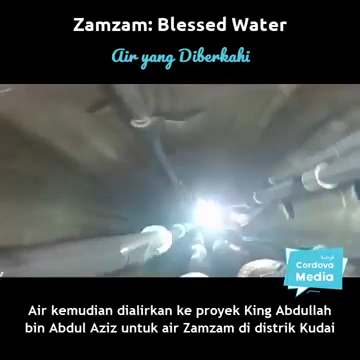 Zamzam: Blessed Water
Air yang Diberkahi
قرطبة
Cordova
Media
Air kemudian dialirkan ke proyek King Abdullah
bin Abdul Aziz untuk air Zamzam di distrik Kudai